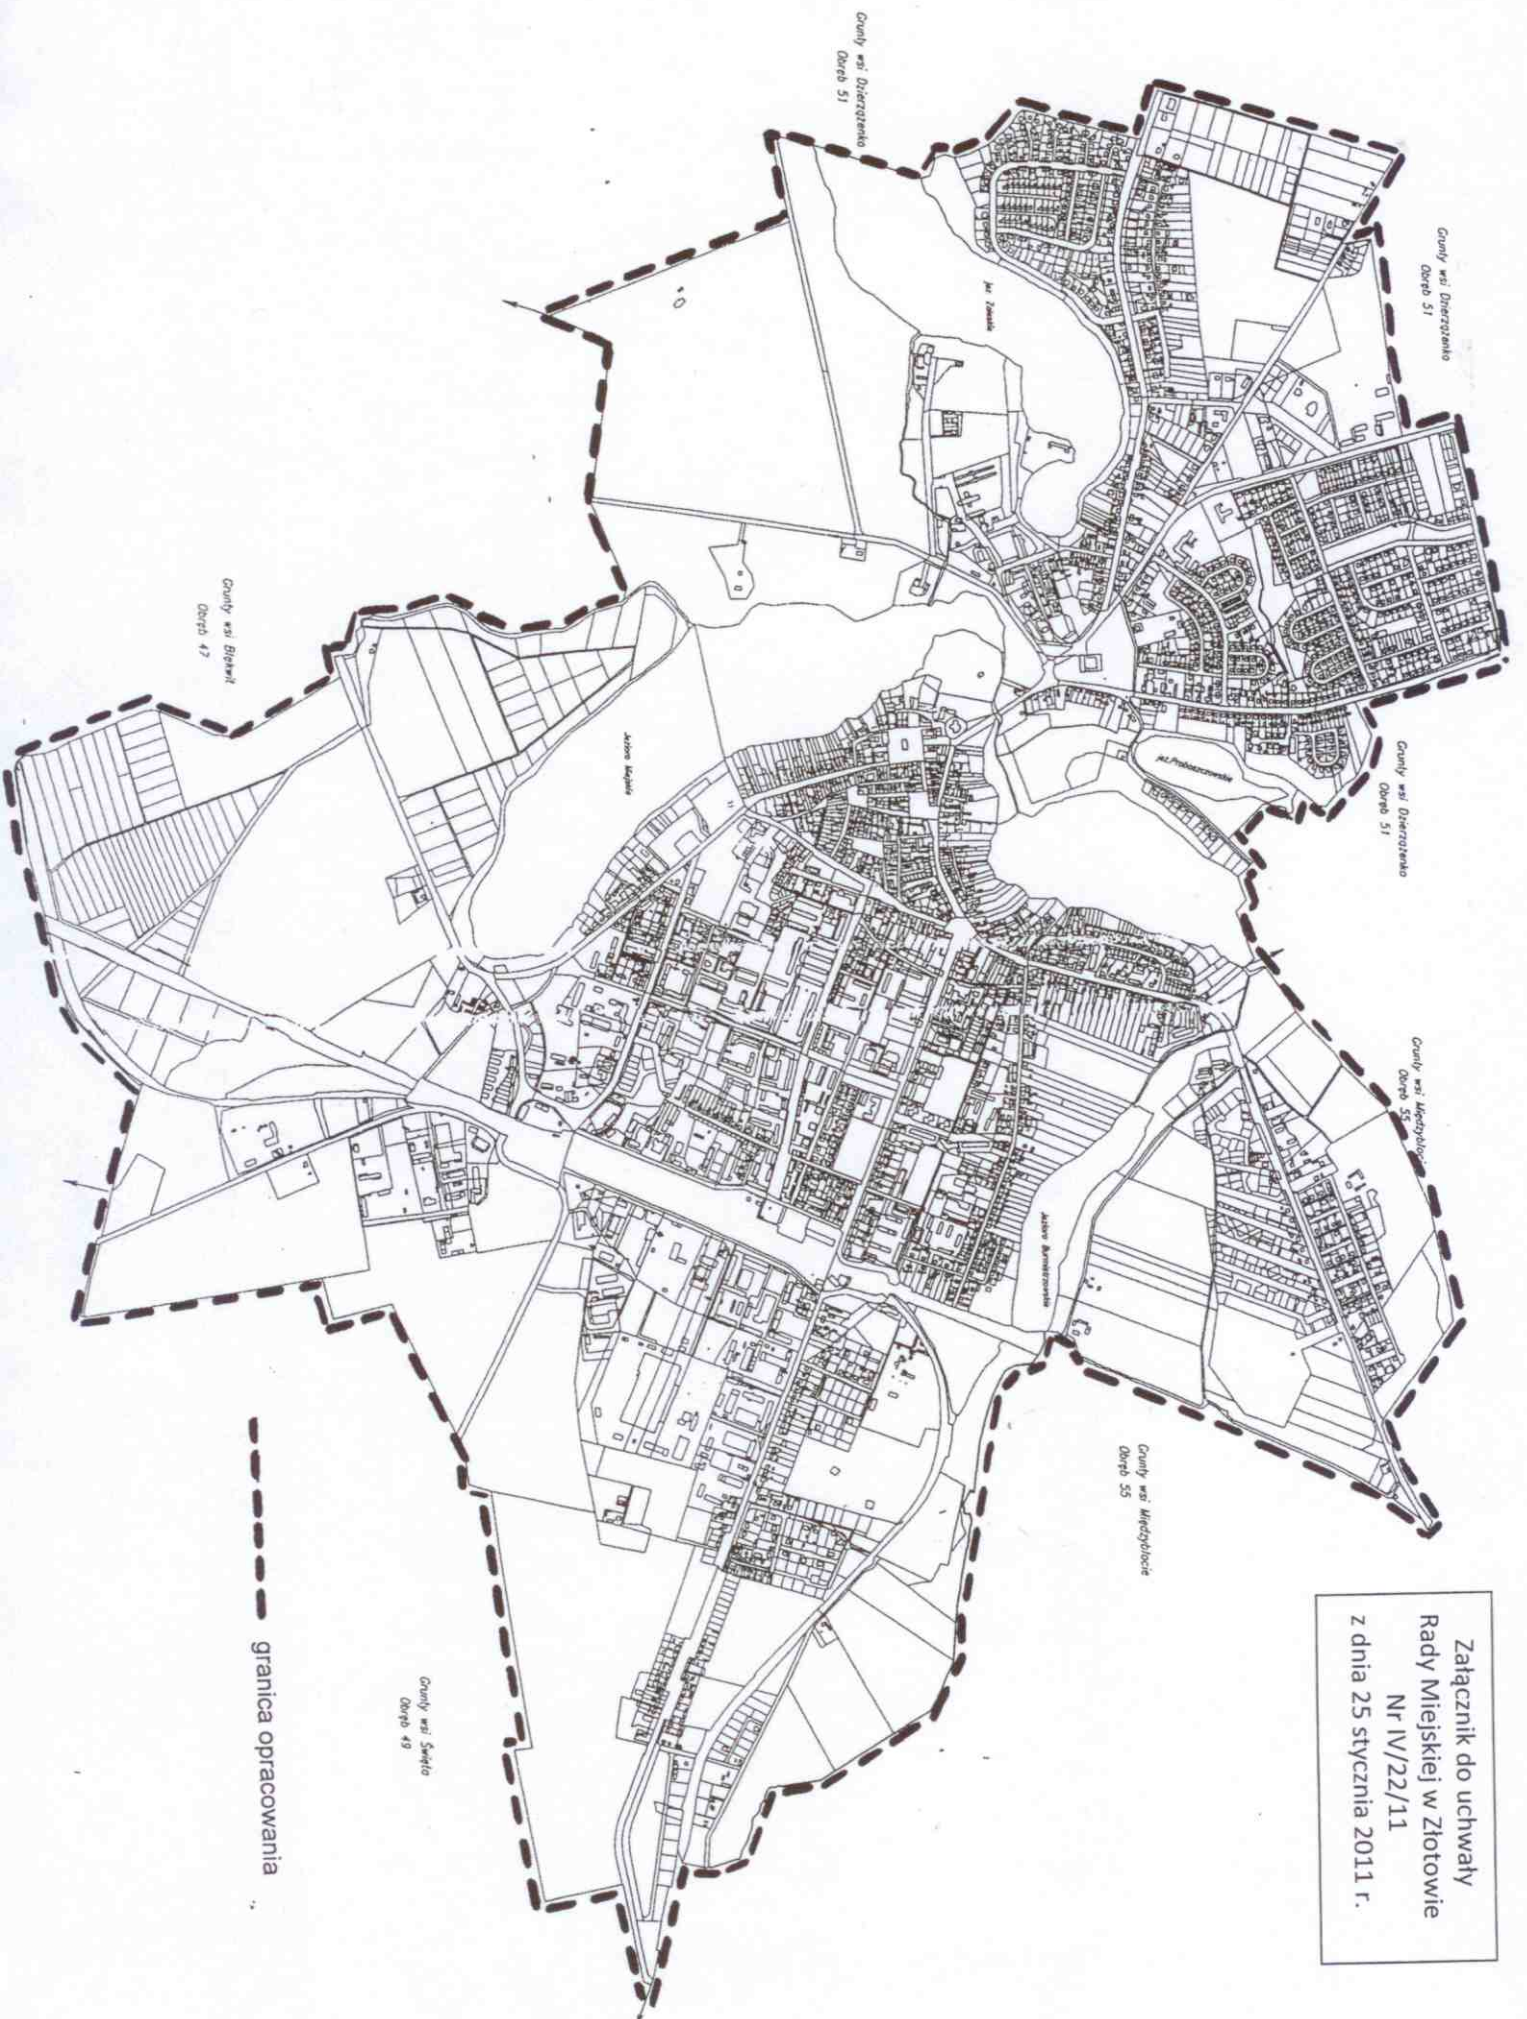 Załącznik do uchwały
Rady Miejskiej w Złotowie
Nr IV/22/11
z dnia 25 stycznia 2011 r.
Grunty wsi Dzierzążenko
Obręb 51
Grunty wsi Dzierzążenko
Obręb 51
Grunty wsi Dzierzążenko
Obręb 51
Grunty wsi Międzybłocie
Obręb 55
Grunty wsi Międzybłocie
Obręb 55
jez. Zaleskie
jez. Proboszczowskie
Jezioro Miejskie
Jezioro Burmistrzowskie
Grunty wsi Blękwit
Obręb 47
Grunty wsi Święta
Obręb 49
granica opracowania